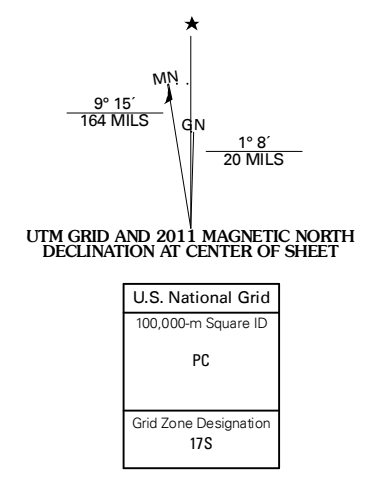 MN
9° 15´
164 MILS
GN
1° 8´
20 MILS
UTM GRID AND 2011 MAGNETIC NORTH
DECLINATION AT CENTER OF SHEET
U.S. National Grid
100,000-m Square ID
PC
Grid Zone Designation
17S